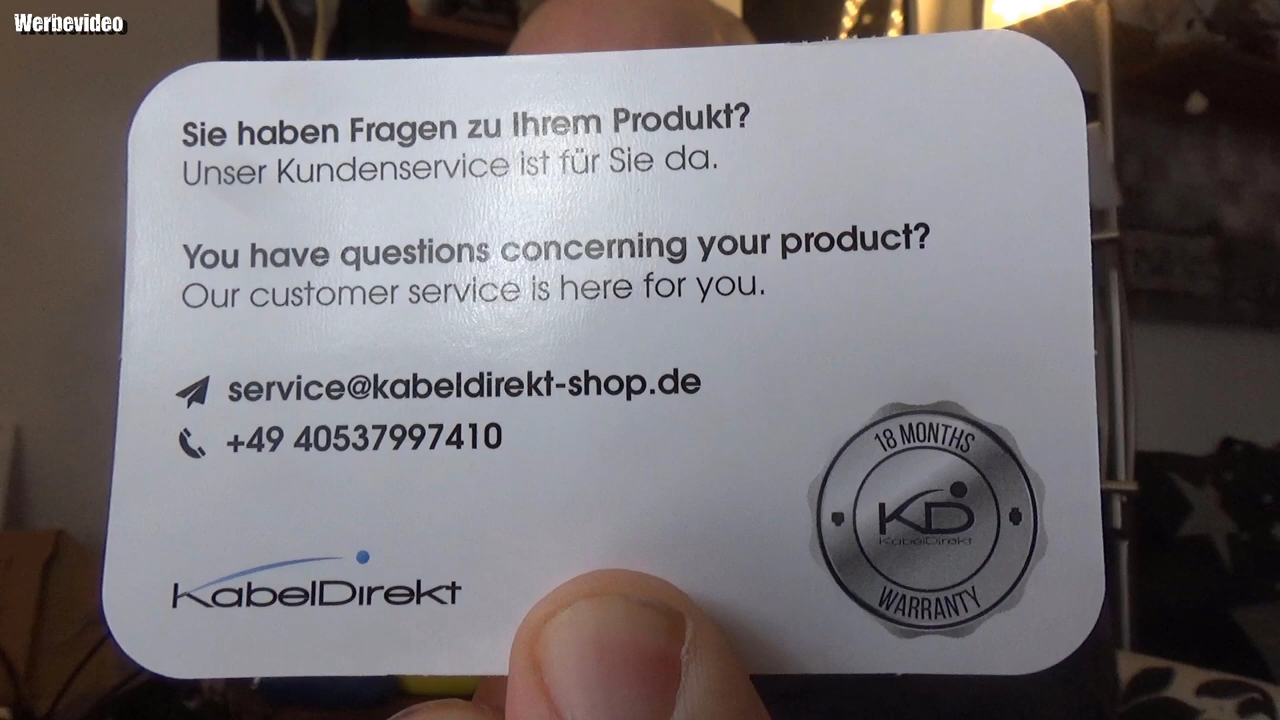 Werbevideo
Sie haben Fragen zu Ihrem Produkt?
Unser Kundenservice ist für Sie da.
You have questions concerning your product?
Our customer service is here for you.
service@kabeldirekt-shop.de
+49 40537997410
KabelDirekt
18 MONTHS
KD
KabelDirekt
WARRANTY